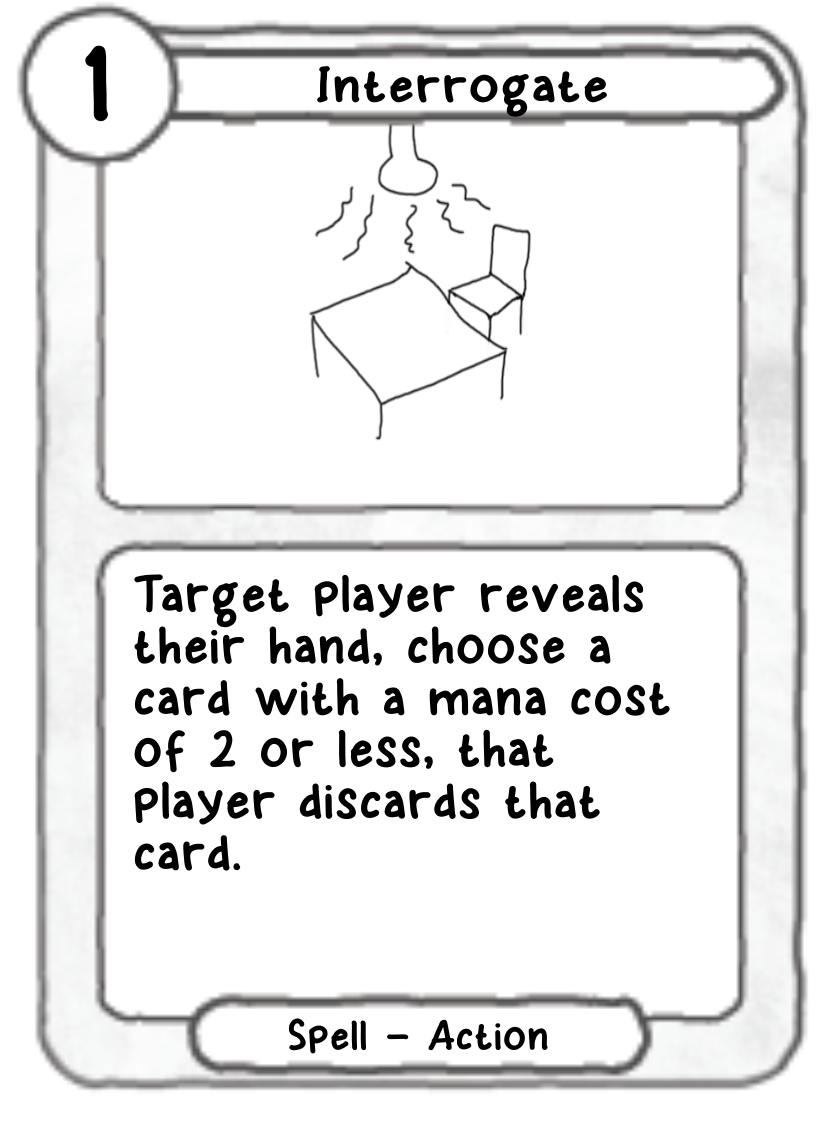 1
Interrogate
Target player reveals
their hand, choose a
card with a mana cost
of 2 or less, that
player discards that
card.
Spell - Action